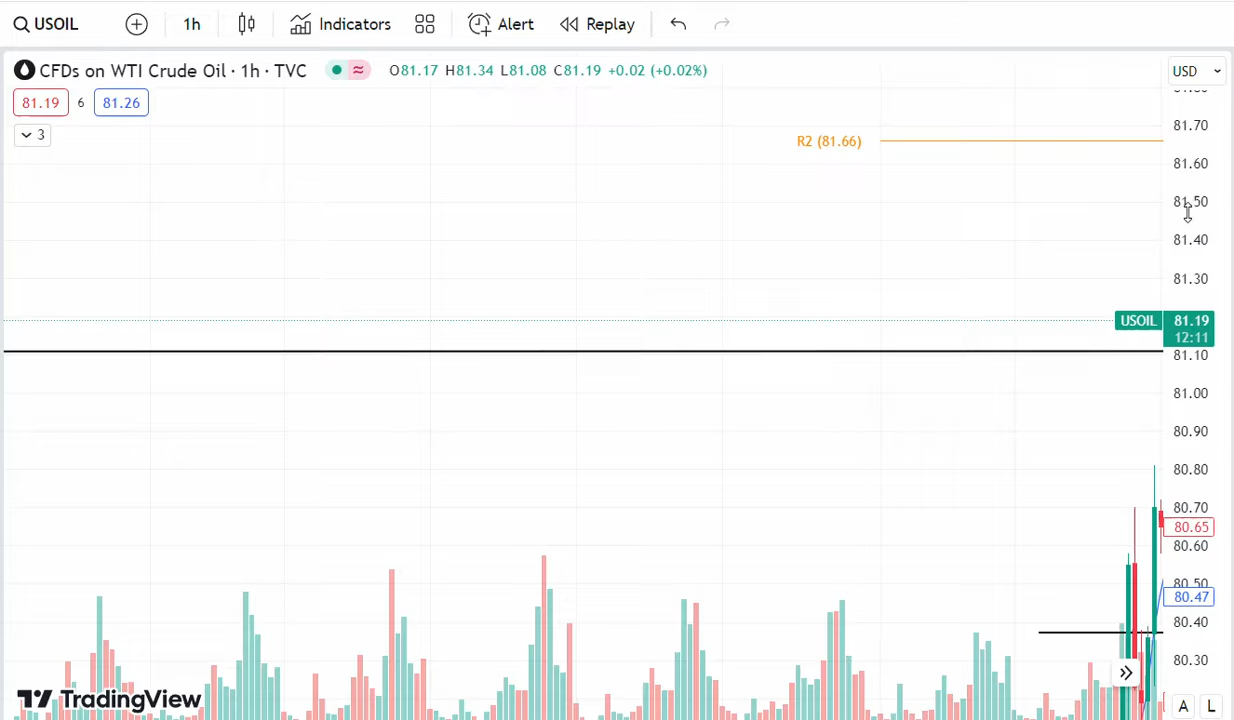 USOIL 1h Indicators Alert Replay
CFDs on WTI Crude Oil · 1h · TVC O81.17 H81.34 L81.08 C81.19 +0.02 (+0.02%) USD
81.19 6 81.26
3
R2 (81.66)
81.70
81.60
81.50
81.40
81.30
USOIL 81.19
12:11
81.10
81.00
80.90
80.80
80.70
80.65
80.60
80.50
80.47
80.40
80.30
TradingView
A L